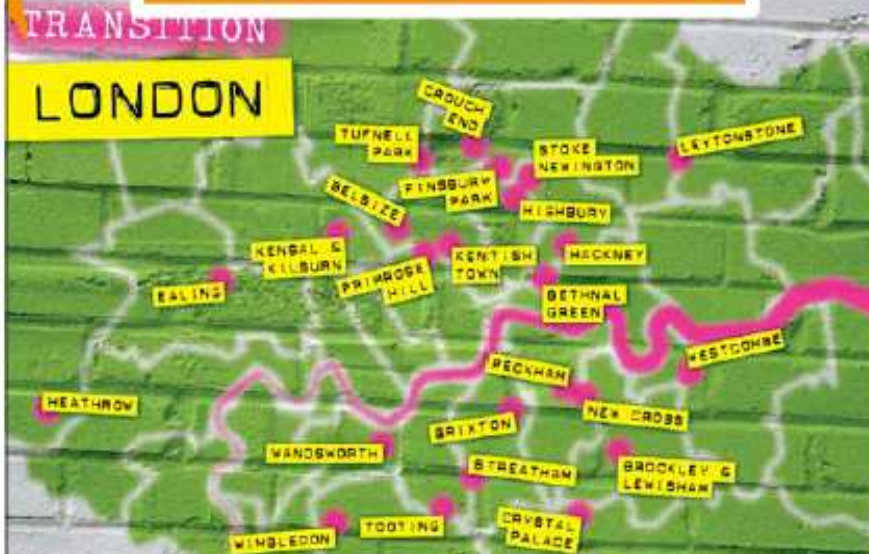 TRANSITION
LONDON
CROUCH
END
TUFNELL
PARK
STOKE
NEWINGTON
LEYTONSTONE
FINSBURY
PARK
BELSIZE
HIGHBURY
KENSAL &
KILBURN
KENTISH
TOWN
HACKNEY
PRIMROSE
HILL
EALING
BETHNAL
GREEN
WESTCOMBE
PECKHAM
HEATHROW
NEW CROSS
BRIXTON
WANDSWORTH
STREATHAM
BROCKLEY &
LEWISHAM
TOOTING
CRYSTAL
PALACE
WIMBLEDON